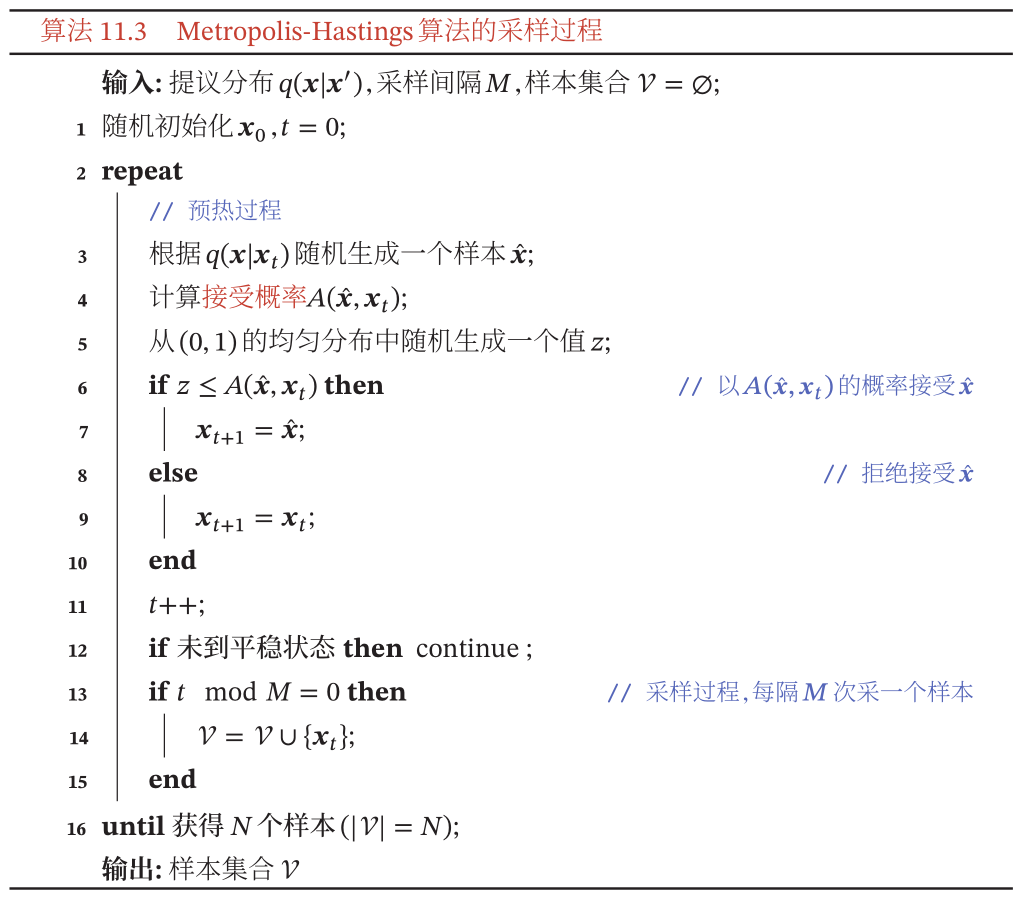 算法 11.3 Metropolis-Hastings 算法的采样过程
输入: 提议分布 q(x|x′), 采样间隔 M, 样本集合 𝒱 = ∅;
1 随机初始化 x₀, t = 0;
2 repeat
// 预热过程
3 根据 q(x|xₜ) 随机生成一个样本 x̂;
4 计算接受概率 A(x̂, xₜ);
5 从 (0, 1) 的均匀分布中随机生成一个值 z;
6 if z ≤ A(x̂, xₜ) then // 以 A(x̂, xₜ) 的概率接受 x̂
7 xₜ₊₁ = x̂;
8 else // 拒绝接受 x̂
9 xₜ₊₁ = xₜ;
10 end
11 t++;
12 if 未到平稳状态 then continue ;
13 if t mod M = 0 then // 采样过程, 每隔 M 次采一个样本
14 𝒱 = 𝒱 ∪ {xₜ};
15 end
16 until 获得 N 个样本 (|𝒱| = N);
输出: 样本集合 𝒱